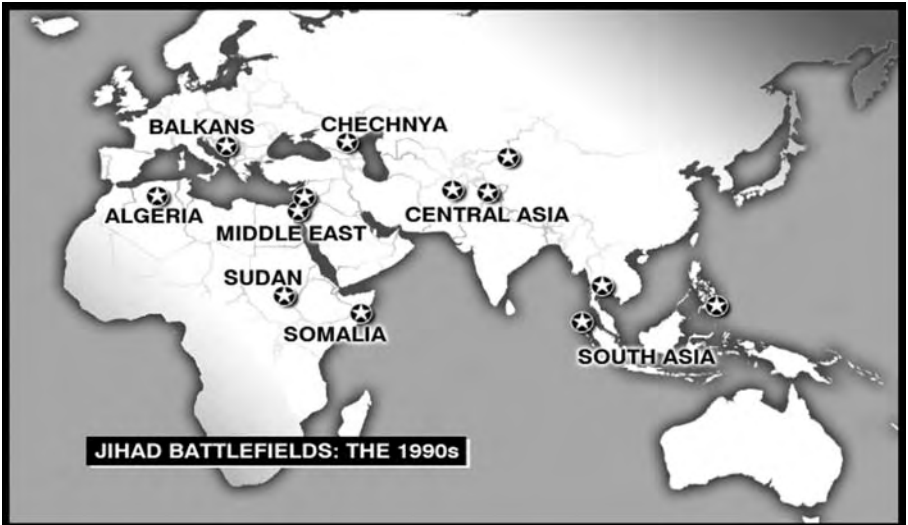 BALKANS
CHECHNYA
ALGERIA
CENTRAL ASIA
MIDDLE EAST
SUDAN
SOMALIA
SOUTH ASIA
JIHAD BATTLEFIELDS: THE 1990s